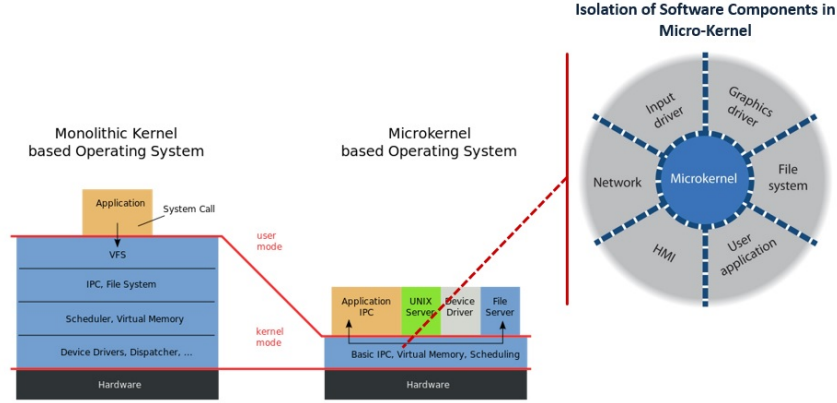 Isolation of Software Components in
Micro-Kernel
Monolithic Kernel
based Operating System
Microkernel
based Operating System
Application
System Call
VFS
IPC, File System
Scheduler, Virtual Memory
Device Drivers, Dispatcher, ...
Hardware
user
mode
kernel
mode
Application
IPC
UNIX
Server
Device
Driver
File
Server
Basic IPC, Virtual Memory, Scheduling
Hardware
Input
driver
Graphics
driver
Network
Microkernel
File
system
HMI
User
application